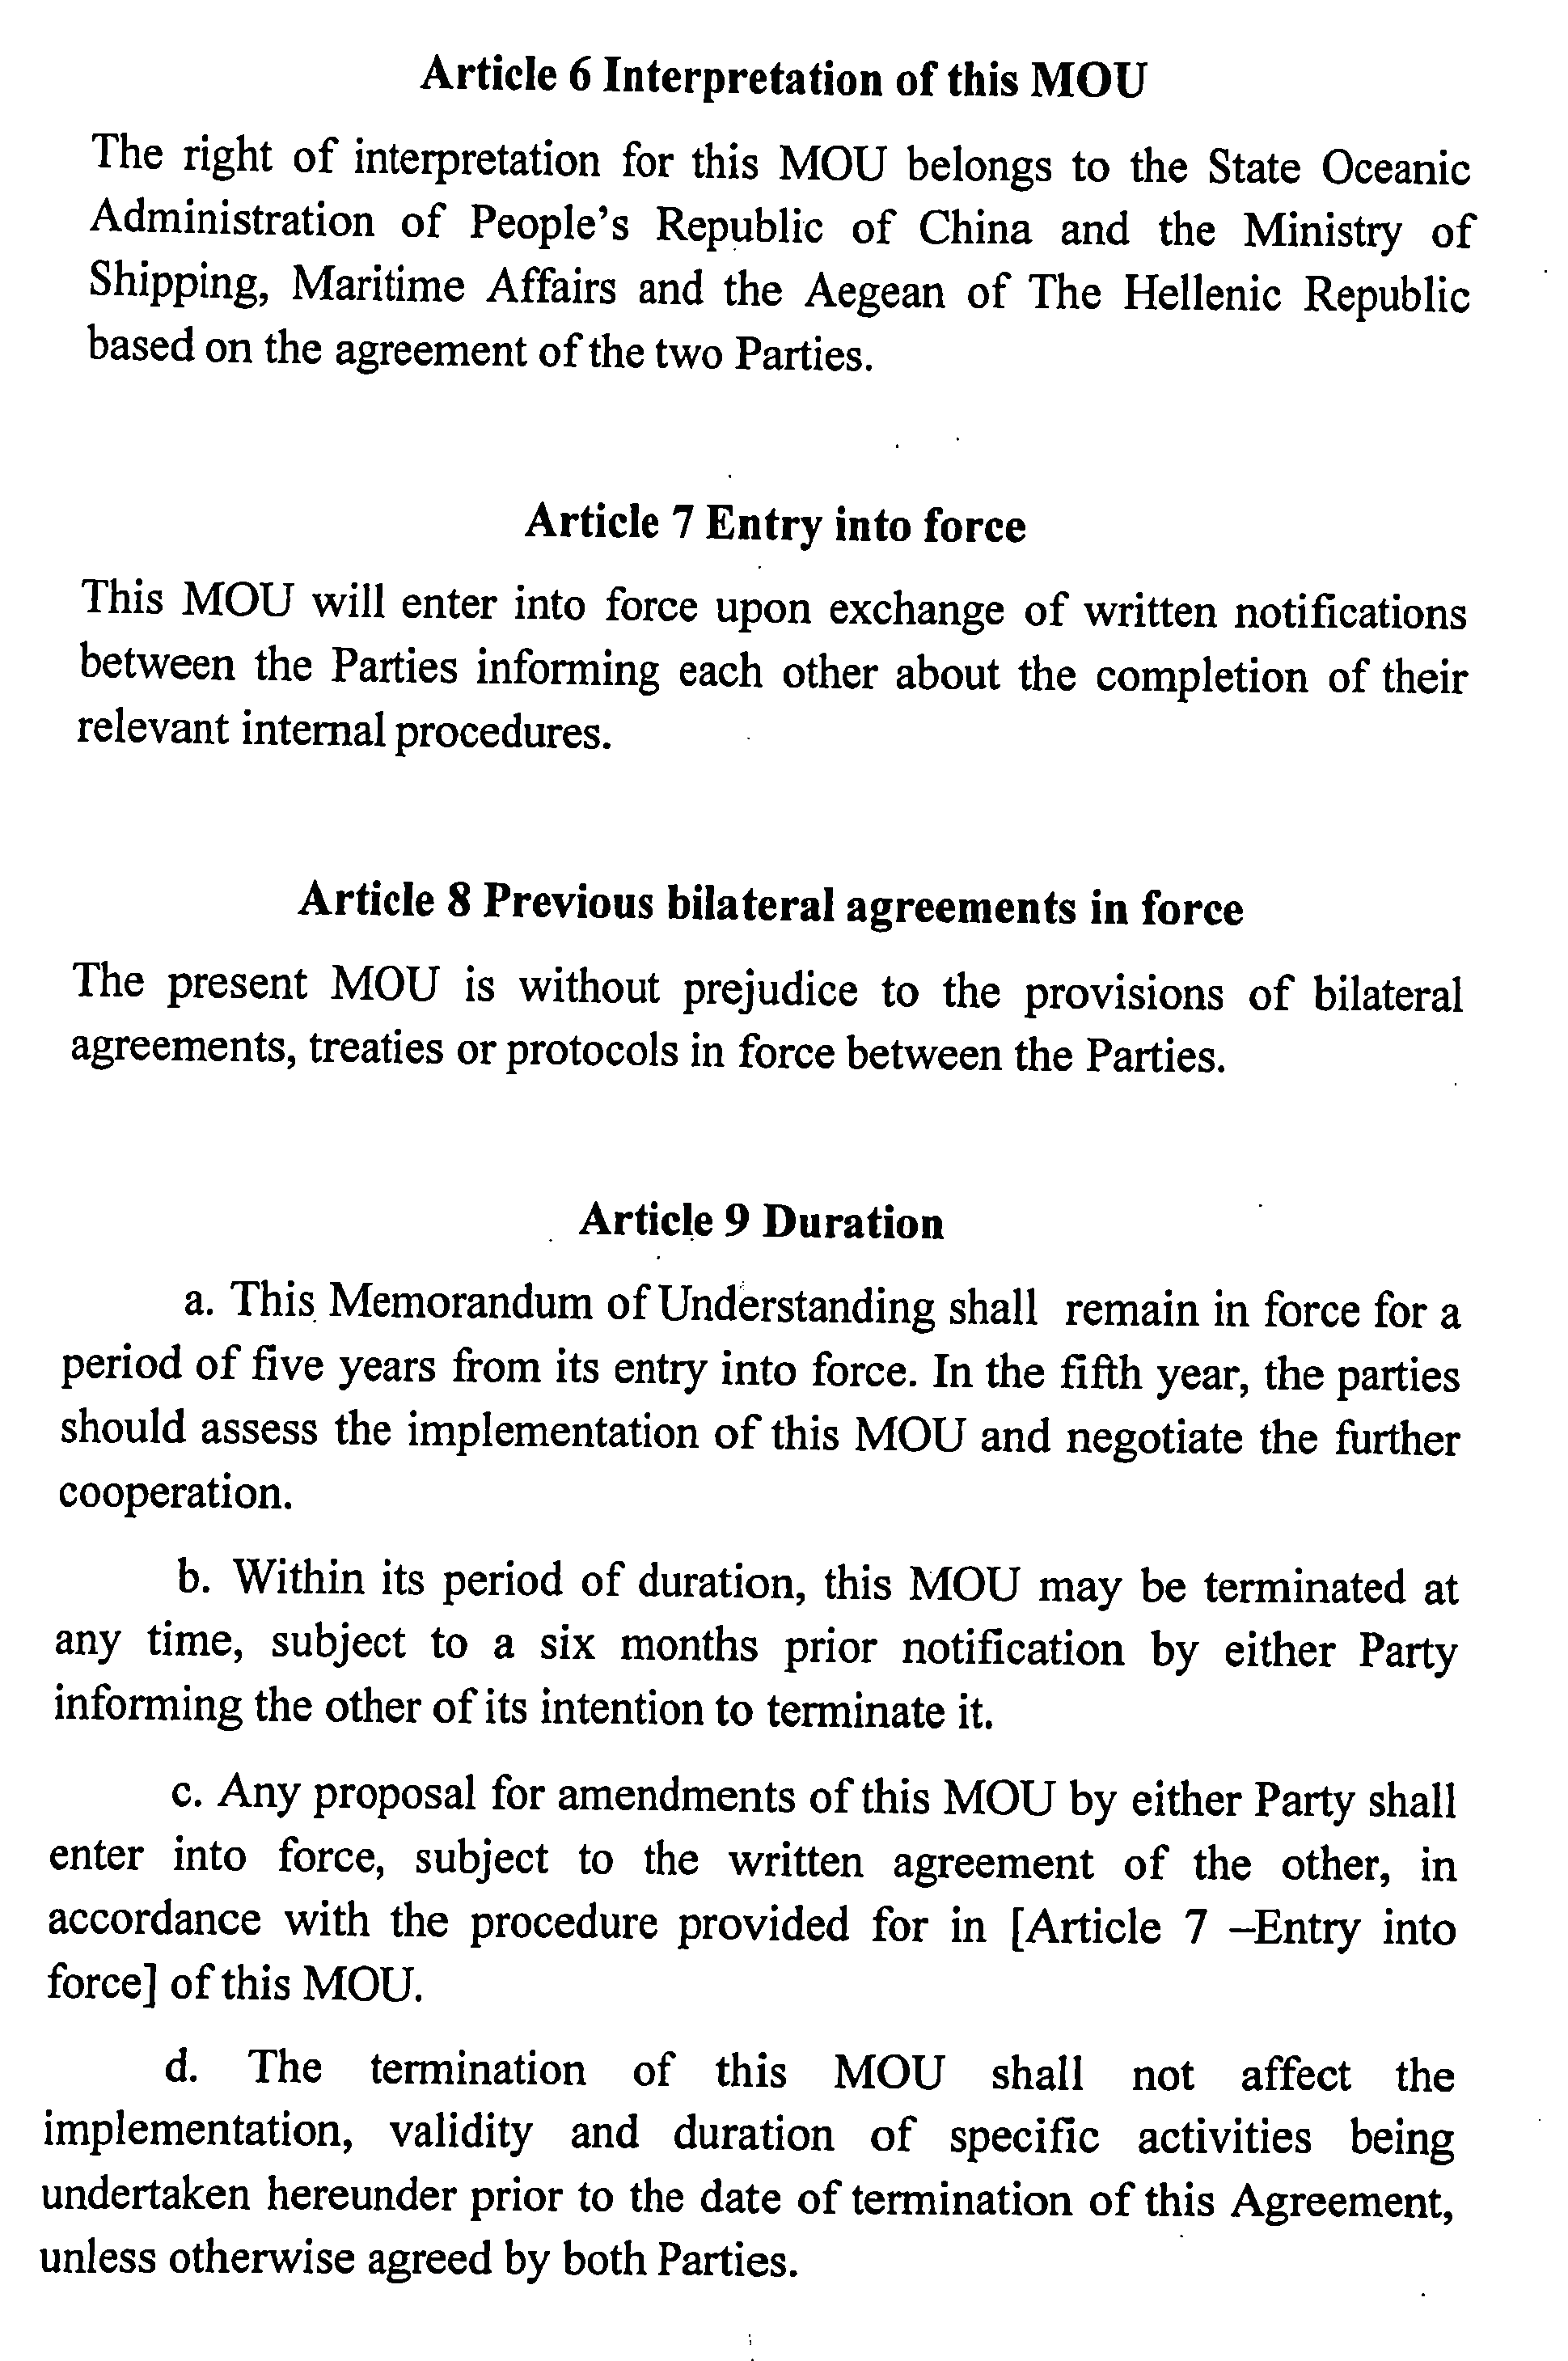 Article 6 Interpretation of this MOU
The right of interpretation for this MOU belongs to the State Oceanic
Administration of People's Republic of China and the Ministry of
Shipping, Maritime Affairs and the Aegean of The Hellenic Republic
based on the agreement of the two Parties.
Article 7 Entry into force
This MOU will enter into force upon exchange of written notifications
between the Parties informing each other about the completion of their
relevant internal procedures.
Article 8 Previous bilateral agreements in force
The present MOU is without prejudice to the provisions of bilateral
agreements, treaties or protocols in force between the Parties.
Article 9 Duration
a. This Memorandum of Understanding shall remain in force for a
period of five years from its entry into force. In the fifth year, the parties
should assess the implementation of this MOU and negotiate the further
cooperation.
b. Within its period of duration, this MOU may be terminated at
any time, subject to a six months prior notification by either Party
informing the other of its intention to terminate it.
c. Any proposal for amendments of this MOU by either Party shall
enter into force, subject to the written agreement of the other, in
accordance with the procedure provided for in [Article 7 –Entry into
force] of this MOU.
d. The termination of this MOU shall not affect the
implementation, validity and duration of specific activities being
undertaken hereunder prior to the date of termination of this Agreement,
unless otherwise agreed by both Parties.